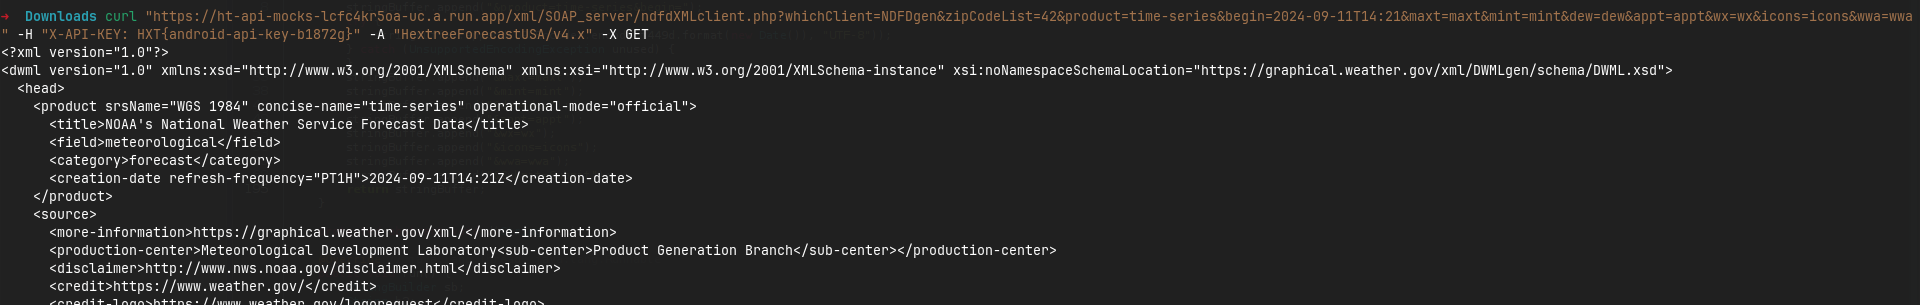 ➜ Downloads curl "https://ht-api-mocks-lcfc4kr5oa-uc.a.run.app/xml/SOAP_server/ndfdXMLclient.php?whichClient=NDFDgen&zipCodeList=42&product=time-series&begin=2024-09-11T14:21&maxt=maxt&mint=mint&dew=dew&appt=appt&wx=wx&icons=icons&wwa=wwa
" -H "X-API-KEY: HXT{android-api-key-b1872g}" -A "HextreeForecastUSA/v4.x" -X GET
<?xml version="1.0"?>
<dwml version="1.0" xmlns:xsd="http://www.w3.org/2001/XMLSchema" xmlns:xsi="http://www.w3.org/2001/XMLSchema-instance" xsi:noNamespaceSchemaLocation="https://graphical.weather.gov/xml/DWMLgen/schema/DWML.xsd">
  <head>
    <product srsName="WGS 1984" concise-name="time-series" operational-mode="official">
      <title>NOAA's National Weather Service Forecast Data</title>
      <field>meteorological</field>
      <category>forecast</category>
      <creation-date refresh-frequency="PT1H">2024-09-11T14:21Z</creation-date>
    </product>
    <source>
      <more-information>https://graphical.weather.gov/xml/</more-information>
      <production-center>Meteorological Development Laboratory<sub-center>Product Generation Branch</sub-center></production-center>
      <disclaimer>http://www.nws.noaa.gov/disclaimer.html</disclaimer>
      <credit>https://www.weather.gov/</credit>
      <credit-logo>https://www.weather.gov/logorequest</credit-logo>